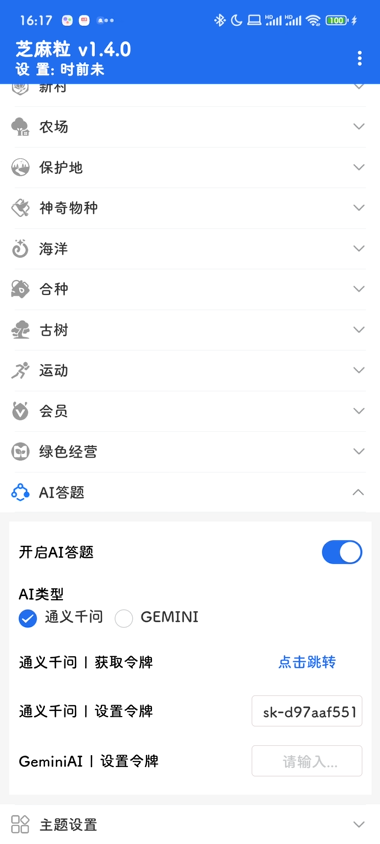 16:17
HD HD 100
芝麻粒 v1.4.0
设 置: 时前未
新村
农场
保护地
神奇物种
海洋
合种
古树
运动
会员
绿色经营
AI答题
开启AI答题
AI类型
通义千问 GEMINI
通义千问 | 获取令牌 点击跳转
通义千问 | 设置令牌 sk-d97aaf551
GeminiAI | 设置令牌 请输入...
主题设置